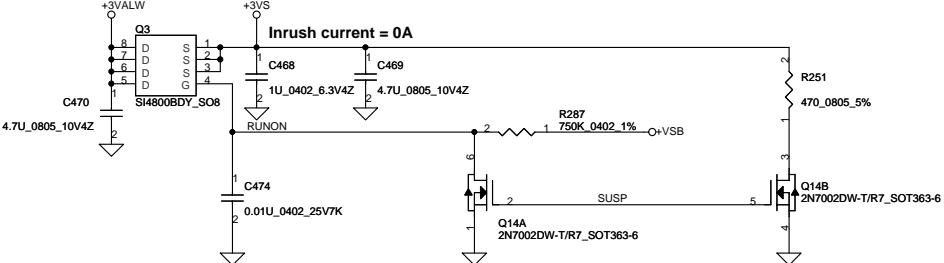 +3VALW
+3VS
Q3
Inrush current = 0A
8 D S 1
7 D S 2
6 D S 3
5 D G 4
SI4800BDY_SO8
1
C470
4.7U_0805_10V4Z
2
1
C468
1U_0402_6.3V4Z
2
1
C469
4.7U_0805_10V4Z
2
2
R251
470_0805_5%
1
RUNON
2
R287
1
750K_0402_1%
+VSB
1
C474
0.01U_0402_25V7K
2
6
2
SUSP
1
Q14A
2N7002DW-T/R7_SOT363-6
3
5
Q14B
2N7002DW-T/R7_SOT363-6
4